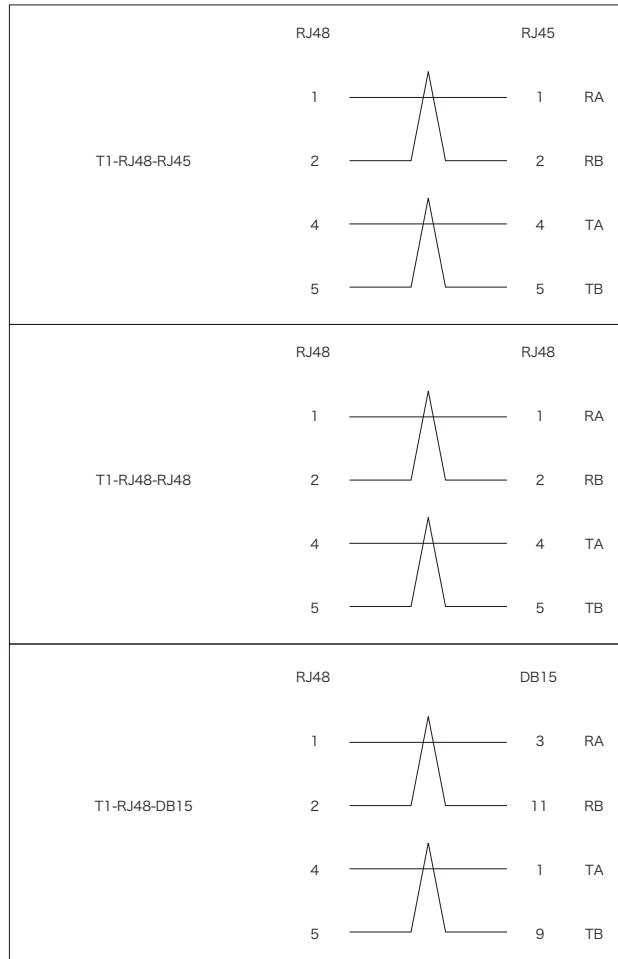 RJ48 RJ45
1 1 RA
T1-RJ48-RJ45 2 2 RB
4 4 TA
5 5 TB
RJ48 RJ48
1 1 RA
T1-RJ48-RJ48 2 2 RB
4 4 TA
5 5 TB
RJ48 DB15
1 3 RA
T1-RJ48-DB15 2 11 RB
4 1 TA
5 9 TB